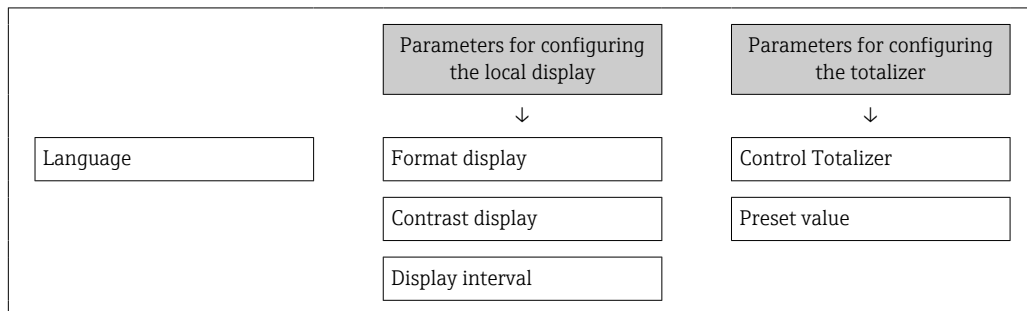 Parameters for configuring
the local display
Parameters for configuring
the totalizer
↓
↓
Language
Format display
Control Totalizer
Contrast display
Preset value
Display interval